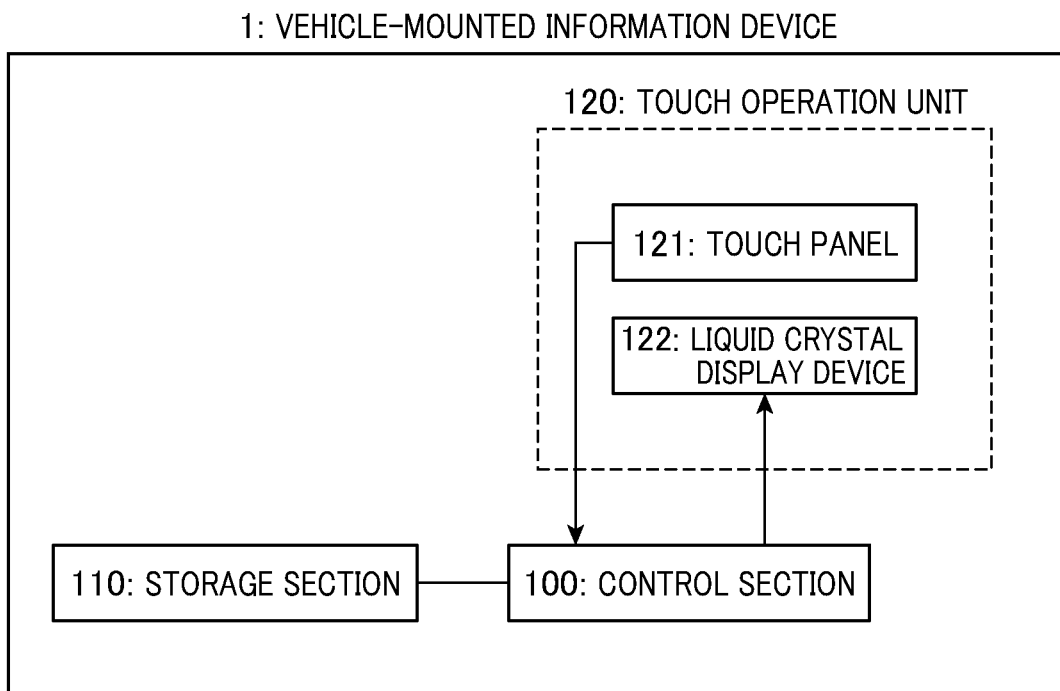 1: VEHICLE-MOUNTED INFORMATION DEVICE
120: TOUCH OPERATION UNIT
121: TOUCH PANEL
122: LIQUID CRYSTAL
DISPLAY DEVICE
110: STORAGE SECTION
100: CONTROL SECTION